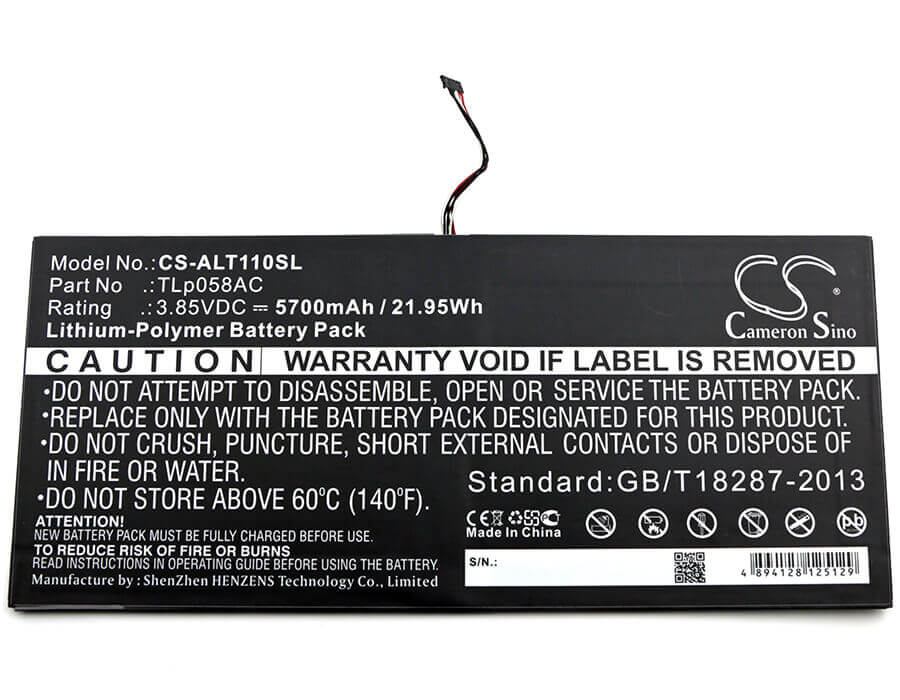 Model No.:CS-ALT110SL
Part No .:TLp058AC
Rating .:3.85VDC ⎓ 5700mAh / 21.95Wh
Lithium-Polymer Battery Pack
CS
®
Cameron Sino
CAUTION WARRANTY VOID IF LABEL IS REMOVED
•DO NOT ATTEMPT TO DISASSEMBLE, OPEN OR SERVICE THE BATTERY PACK.
•REPLACE ONLY WITH THE BATTERY PACK DESIGNATED FOR THIS PRODUCT.
•DO NOT CRUSH, PUNCTURE, SHORT EXTERNAL CONTACTS OR DISPOSE OF
IN FIRE OR WATER.
•DO NOT STORE ABOVE 60ºC (140ºF).
Standard:GB/T18287-2013
ATTENTION:
NEW BATTERY PACK MUST BE FULLY CHARGED BEFORE USE.
TO REDUCE RISK OF FIRE OR BURNS
READ INSTRUCTIONS IN OPERATING GUIDE BEFORE BATTERY USE
Manufacture by : ShenZhen HENZENS Technology Co., Limited
CE
Pb
Made In China
S/N.:
4 894128 125129